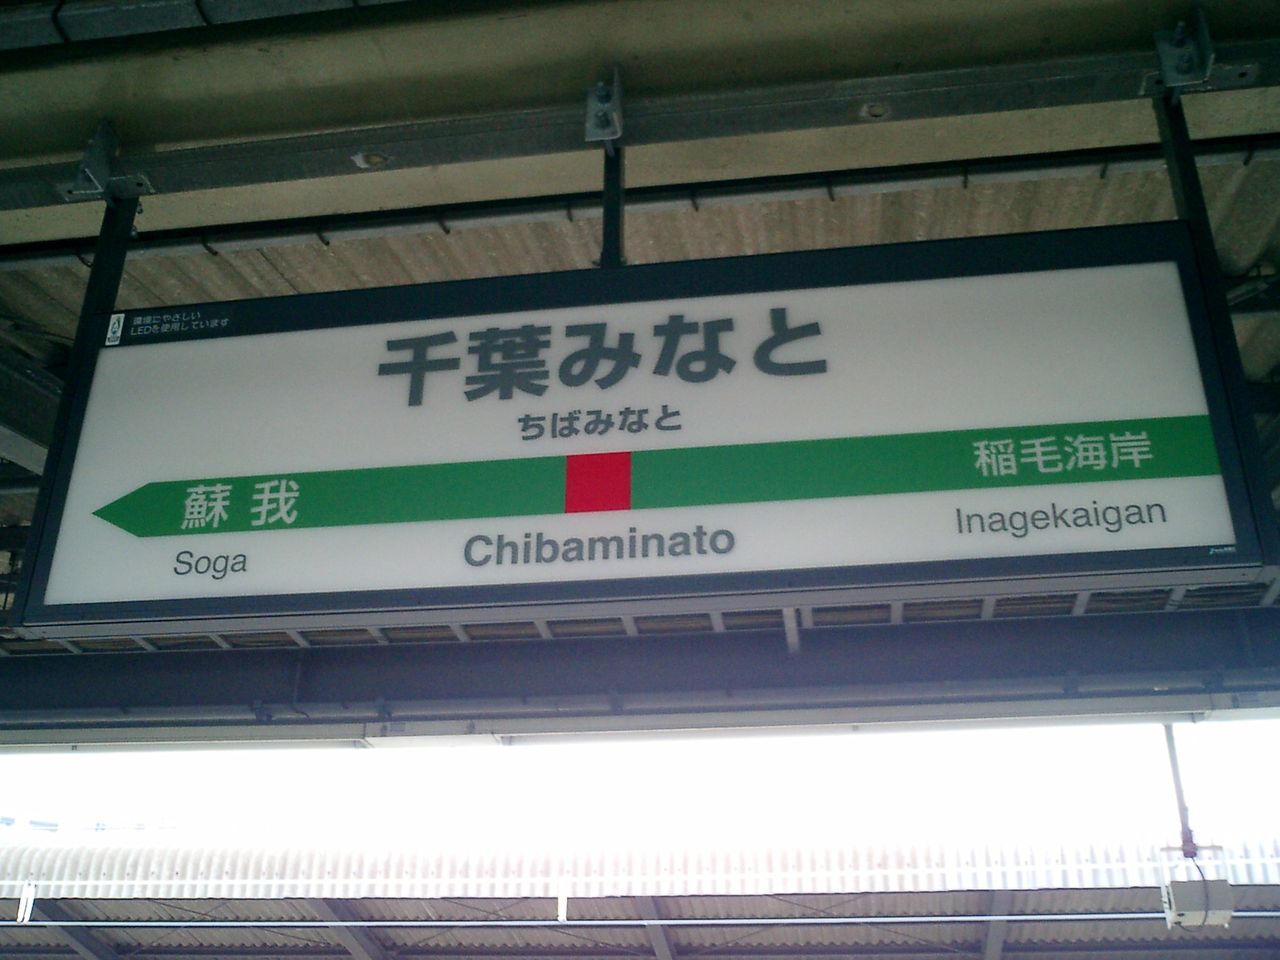 環境にやさしい
LEDを使用しています
千葉みなと
ちばみなと
蘇我
稲毛海岸
Soga
Chibaminato
Inagekaigan